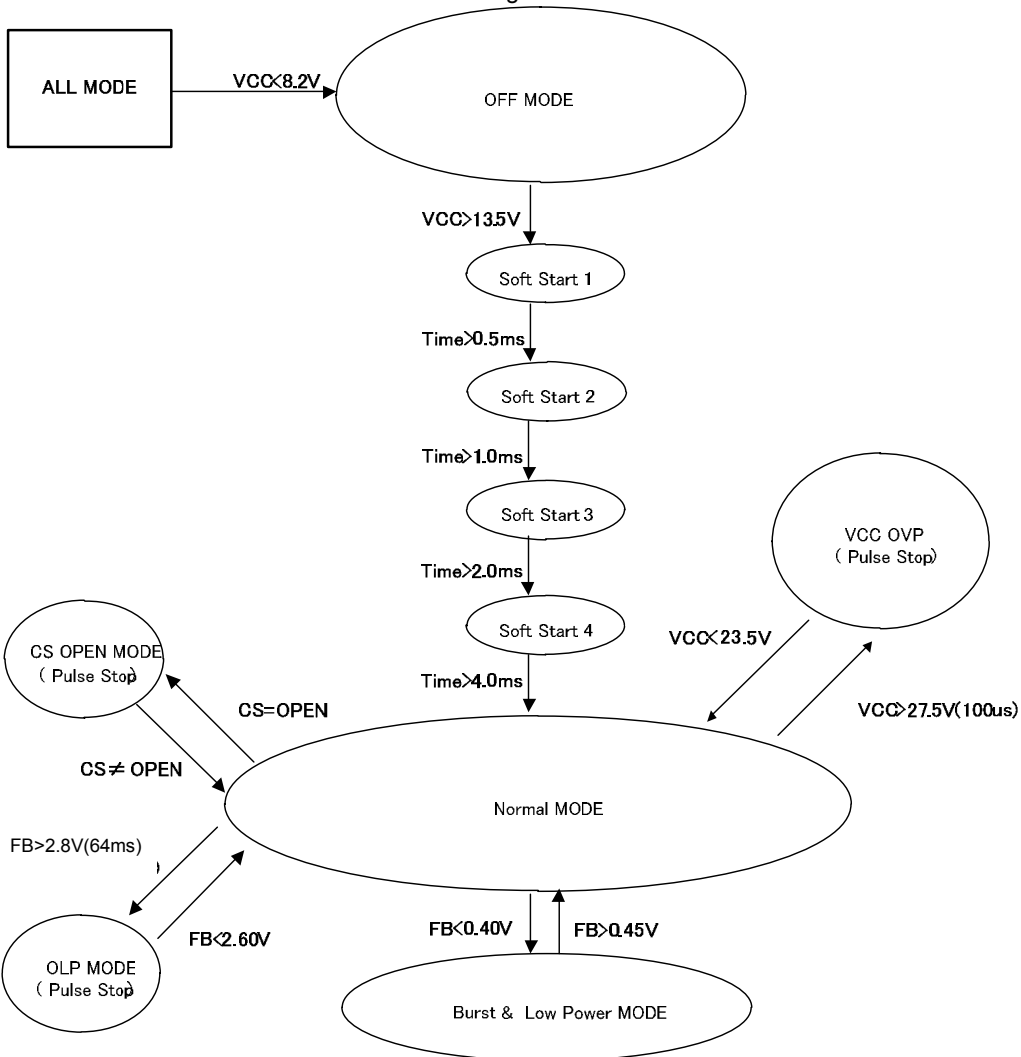 ALL MODE
VCC<8.2V
OFF MODE
VCC>13.5V
Soft Start 1
Time>0.5ms
Soft Start 2
Time>1.0ms
Soft Start 3
Time>2.0ms
Soft Start 4
Time>4.0ms
VCC OVP
( Pulse Stop)
VCC<23.5V
VCC>27.5V(100us)
CS OPEN MODE
( Pulse Stop)
CS=OPEN
CS≠OPEN
Normal MODE
FB>2.8V(64ms)
)
FB<2.60V
OLP MODE
( Pulse Stop)
FB<0.40V
FB>0.45V
Burst & Low Power MODE